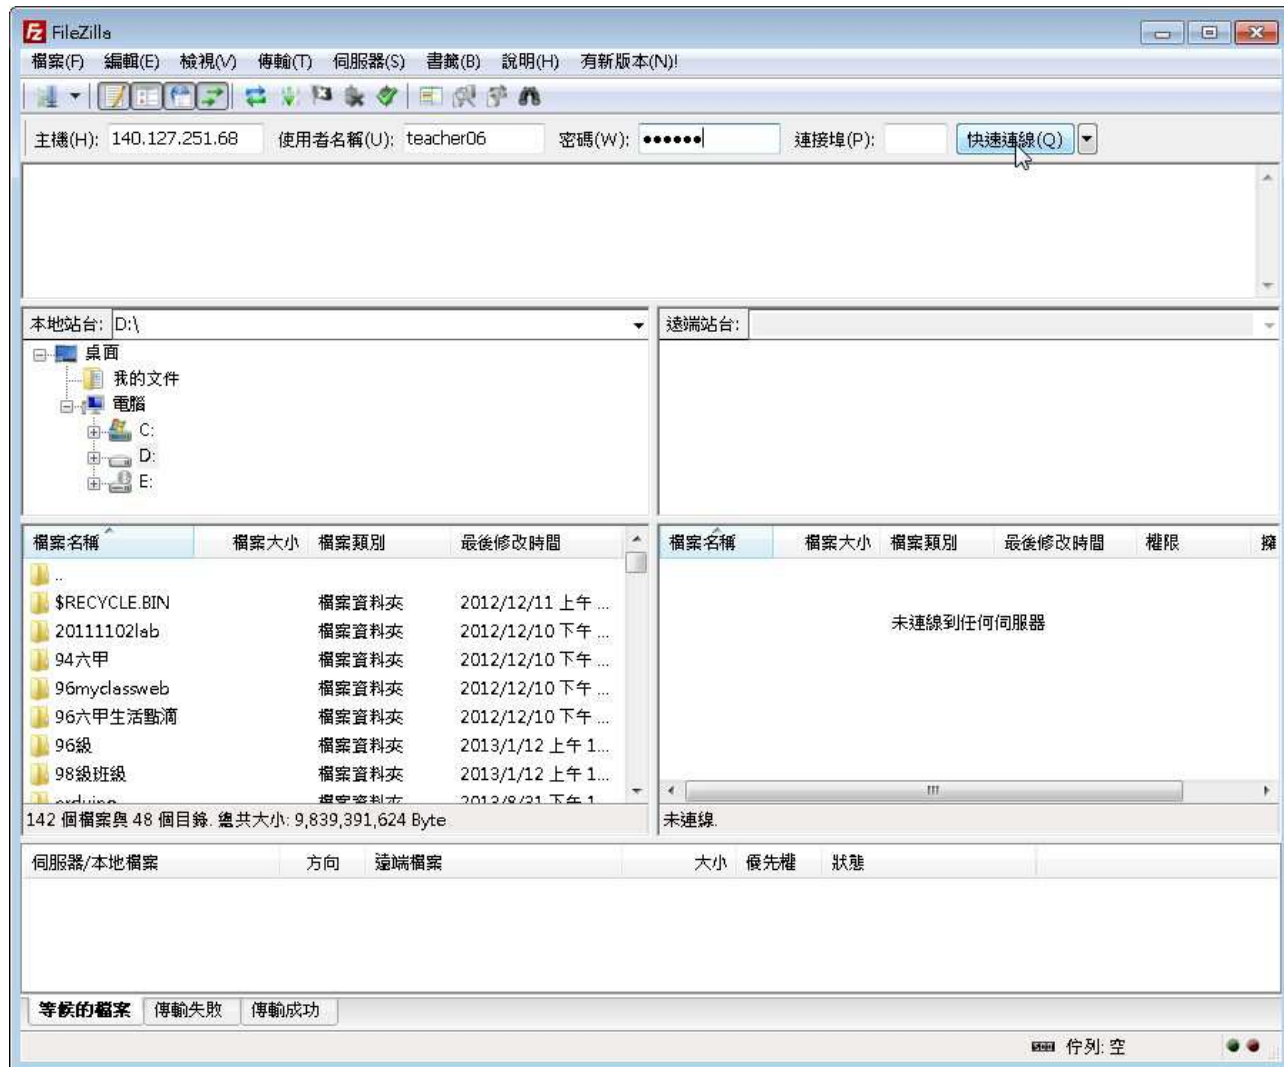 FileZilla
檔案(F) 編輯(E) 檢視(V) 傳輸(T) 伺服器(S) 書籤(B) 說明(H) 有新版本(N)!
主機(H): 140.127.251.68 使用者名稱(U): teacher06 密碼(W): ●●●●●● 連接埠(P): 快速連線(Q)
本地站台: D:\ 遠端站台:
桌面
我的文件
電腦
C:
D:
E:
檔案名稱 檔案大小 檔案類別 最後修改時間 檔案名稱 檔案大小 檔案類別 最後修改時間 權限 擁
..
$RECYCLE.BIN 檔案資料夾 2012/12/11 上午 ...
20111102lab 檔案資料夾 2012/12/10 下午 ...
未連線到任何伺服器
94六甲 檔案資料夾 2012/12/10 下午 ...
96myclassweb 檔案資料夾 2012/12/10 下午 ...
96六甲生活點滴 檔案資料夾 2012/12/10 下午 ...
96級 檔案資料夾 2013/1/12 上午 1...
98級班級 檔案資料夾 2013/1/12 上午 1...
arduino 檔案資料夾 2013/8/31 下午 1...
142 個檔案與 48 個目錄. 總共大小: 9,839,391,624 Byte 未連線.
伺服器/本地檔案 方向 遠端檔案 大小 優先權 狀態
等候的檔案 傳輸失敗 傳輸成功
佇列: 空